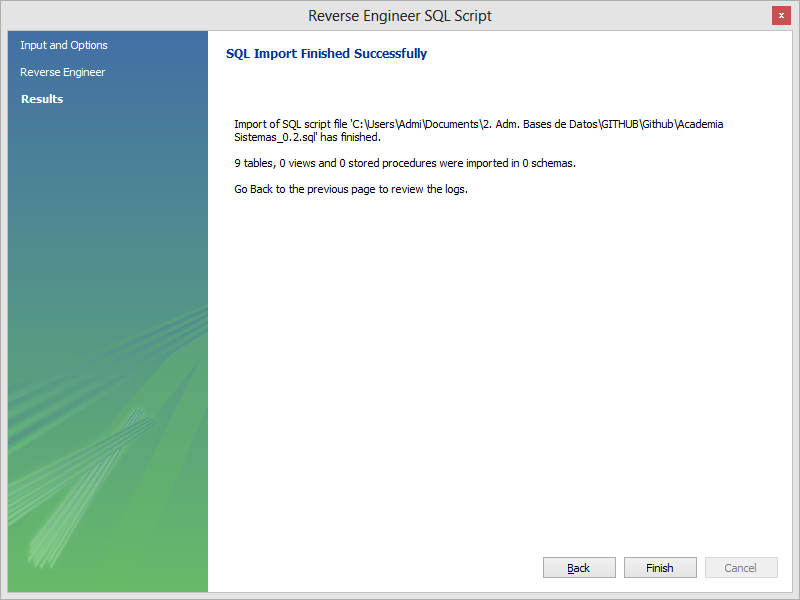 Reverse Engineer SQL Script
x
Input and Options
Reverse Engineer
Results
SQL Import Finished Successfully
Import of SQL script file 'C:\Users\Admi\Documents\2. Adm. Bases de Datos\GITHUB\Github\Academia
Sistemas_0.2.sql' has finished.
9 tables, 0 views and 0 stored procedures were imported in 0 schemas.
Go Back to the previous page to review the logs.
Back
Finish
Cancel